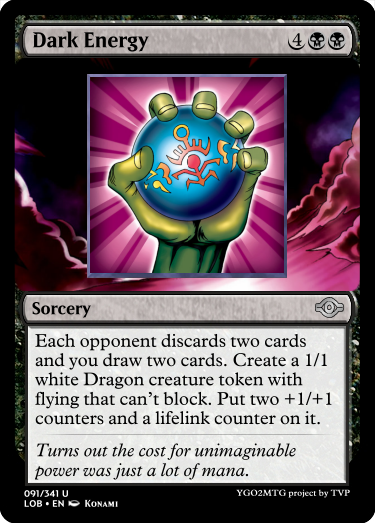 Dark Energy 4
Sorcery
Each opponent discards two cards
and you draw two cards. Create a 1/1
white Dragon creature token with
flying that can't block. Put two +1/+1
counters and a lifelink counter on it.
Turns out the cost for unimaginable
power was just a lot of mana.
091/341 U
LOB • EN Konami
YGO2MTG project by TVP